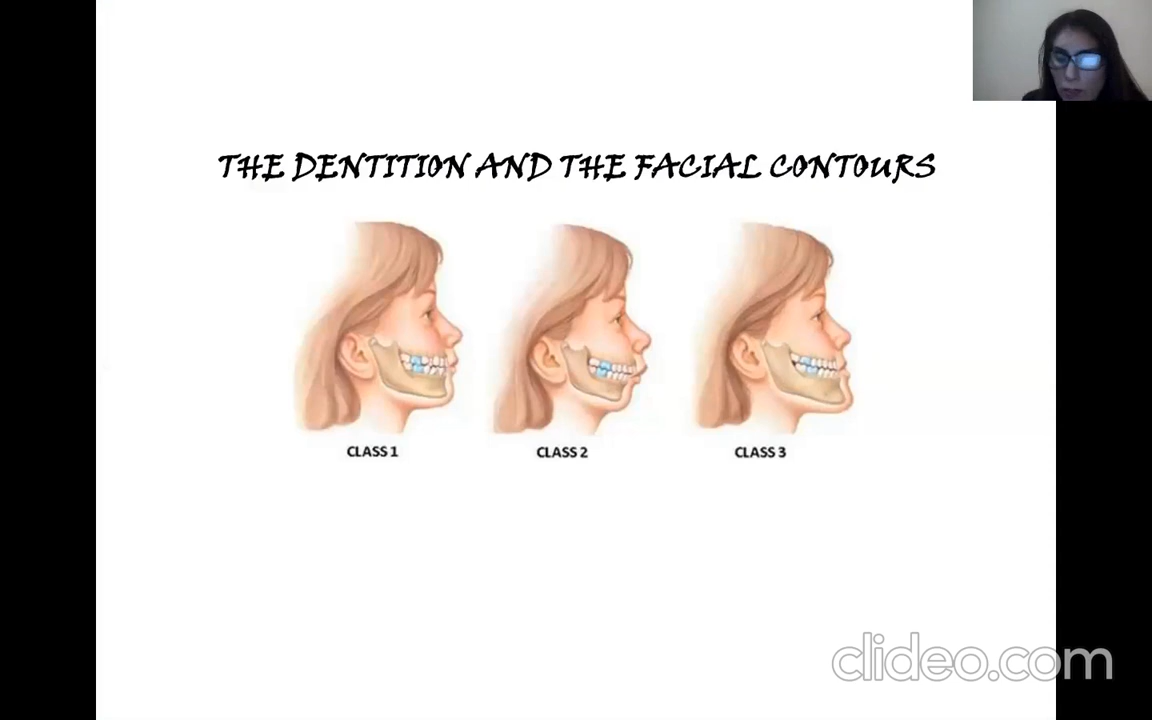 THE DENTITION AND THE FACIAL CONTOURS
CLASS 1 CLASS 2 CLASS 3
clideo.com